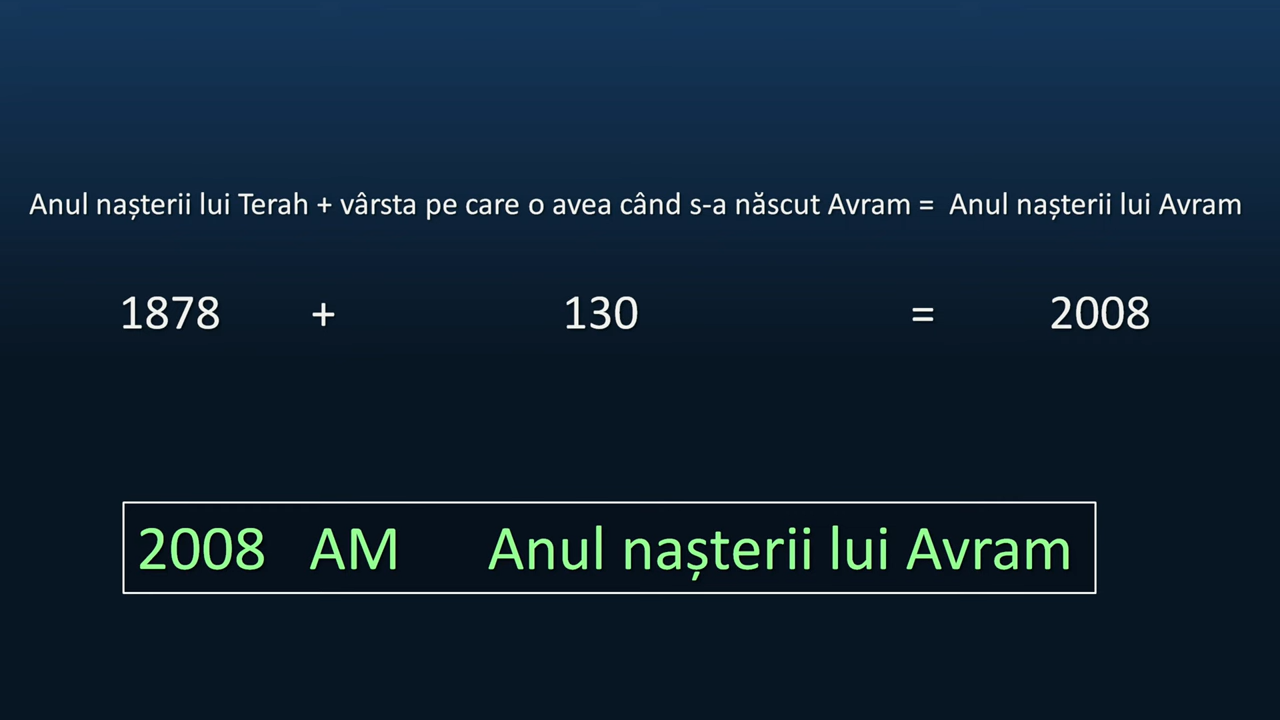 Anul nașterii lui Terah + vârsta pe care o avea când s-a născut Avram = Anul nașterii lui Avram
1878 + 130 = 2008
2008 AM Anul nașterii lui Avram